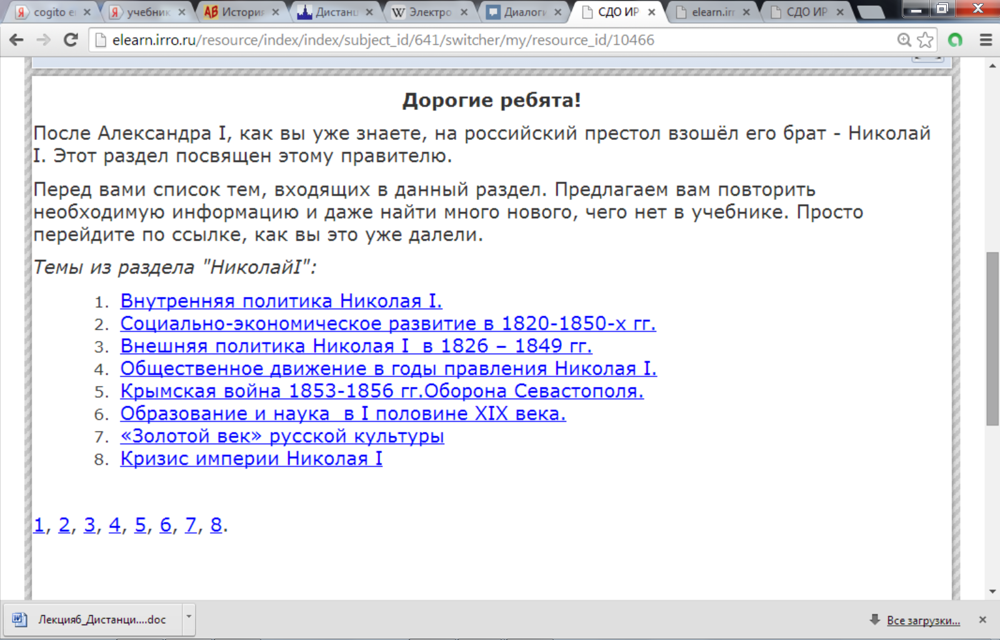 cogito e
учебник
АВ История
Дистанц
W Электро
Диалоги
СДО ИР
elearn.irr
СДО ИР
elearn.irro.ru/resource/index/index/subject_id/641/switcher/my/resource_id/10466
Дорогие ребята!
После Александра I, как вы уже знаете, на российский престол взошёл его брат - Николай
I. Этот раздел посвящен этому правителю.
Перед вами список тем, входящих в данный раздел. Предлагаем вам повторить
необходимую информацию и даже найти много нового, чего нет в учебнике. Просто
перейдите по ссылке, как вы это уже далели.
Темы из раздела "НиколайI":
1. Внутренняя политика Николая I.
2. Социально-экономическое развитие в 1820-1850-х гг.
3. Внешняя политика Николая I  в 1826 – 1849 гг.
4. Общественное движение в годы правления Николая I.
5. Крымская война 1853-1856 гг.Оборона Севастополя.
6. Образование и наука  в I половине XIX века.
7. «Золотой век» русской культуры
8. Кризис империи Николая I
1, 2, 3, 4, 5, 6, 7, 8.
Лекция6_Дистанци....doc
Все загрузки...